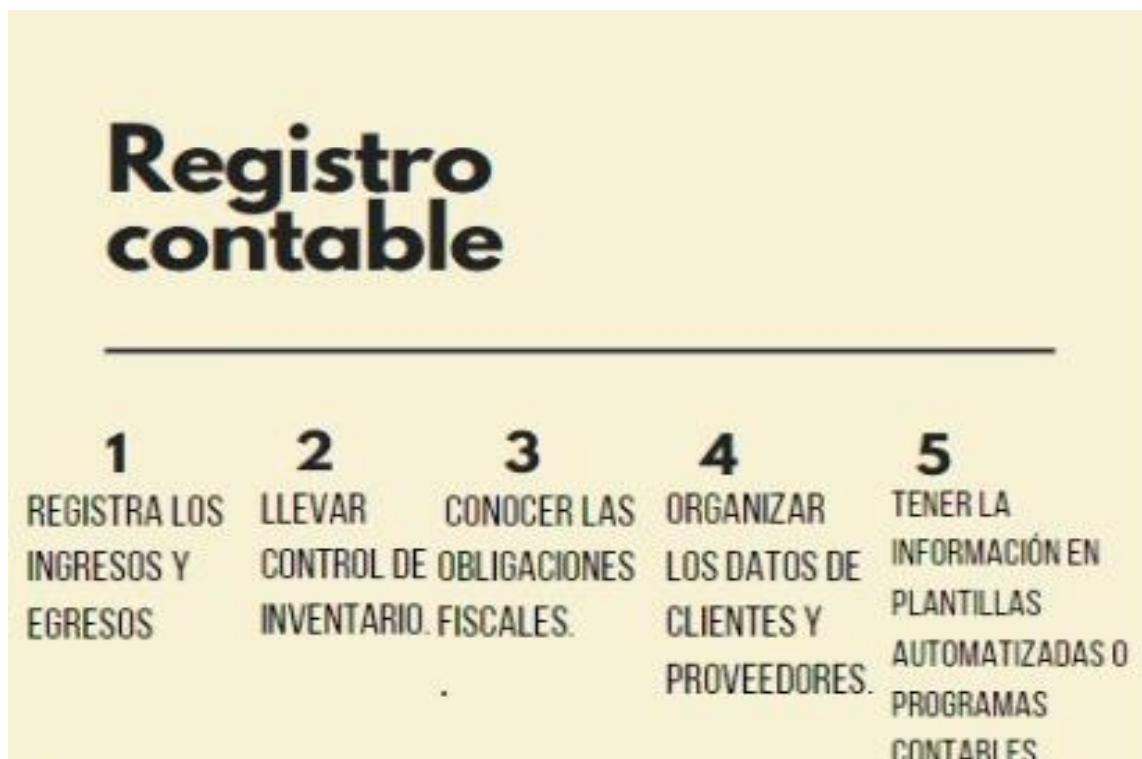 Registro
contable
1
REGISTRA LOS
INGRESOS Y
EGRESOS
2
LLEVAR
CONTROL DE
INVENTARIO.
3
CONOCER LAS
OBLIGACIONES
FISCALES.
.
4
ORGANIZAR
LOS DATOS DE
CLIENTES Y
PROVEEDORES.
5
TENER LA
INFORMACIÓN EN
PLANTILLAS
AUTOMATIZADAS O
PROGRAMAS
CONTABLES